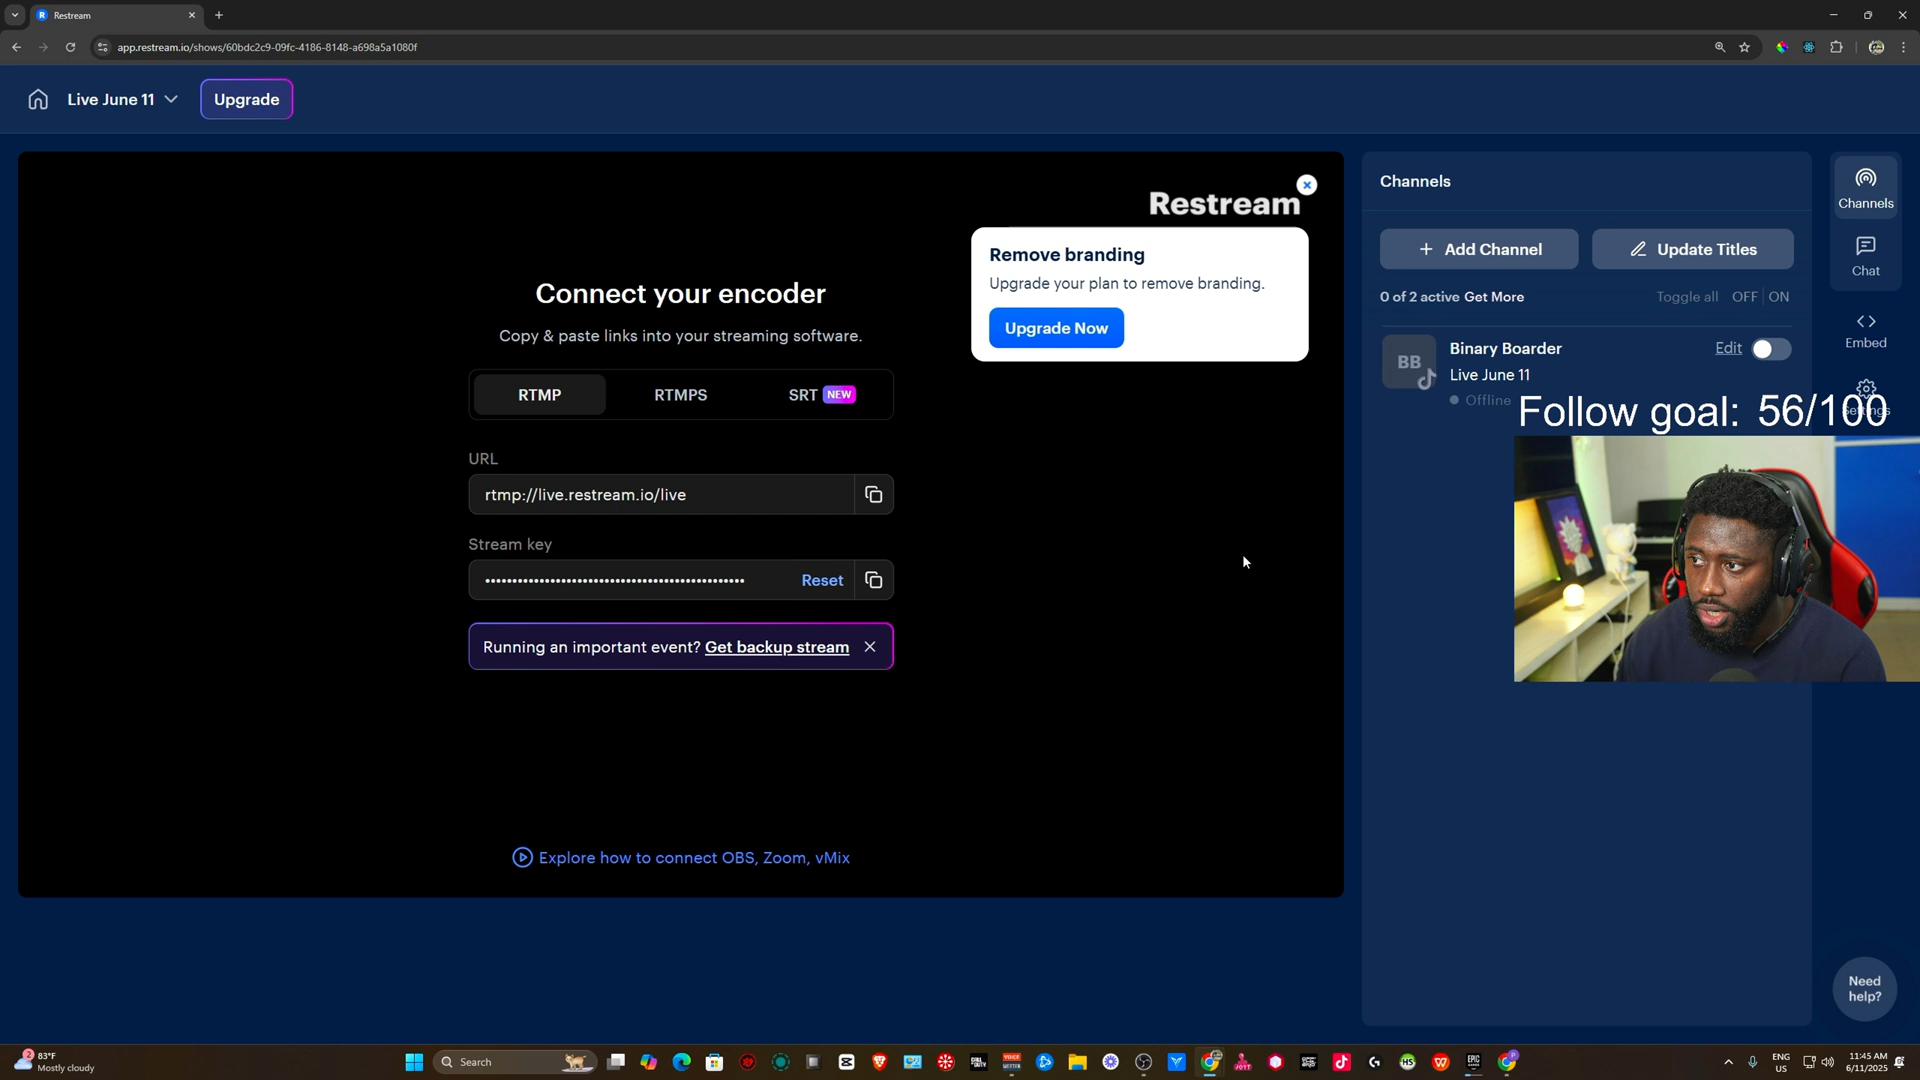 Restream
app.restream.io/shows/60bdc2c9-09fc-4186-8148-a698a5a1080f
Live June 11
Upgrade
Restream
Remove branding
Upgrade your plan to remove branding.
Upgrade Now
Connect your encoder
Copy & paste links into your streaming software.
RTMP
RTMPS
SRT NEW
URL
rtmp://live.restream.io/live
Stream key
Reset
Running an important event? Get backup stream
Explore how to connect OBS, Zoom, vMix
Channels
+ Add Channel
Update Titles
0 of 2 active Get More
Toggle all OFF ON
BB
Binary Boarder
Edit
Live June 11
Offline
Channels
Chat
Embed
Settings
Follow goal: 56/100
Need
help?
2
83°F
Mostly cloudy
Search
ENG
US
11:45 AM
6/11/2025